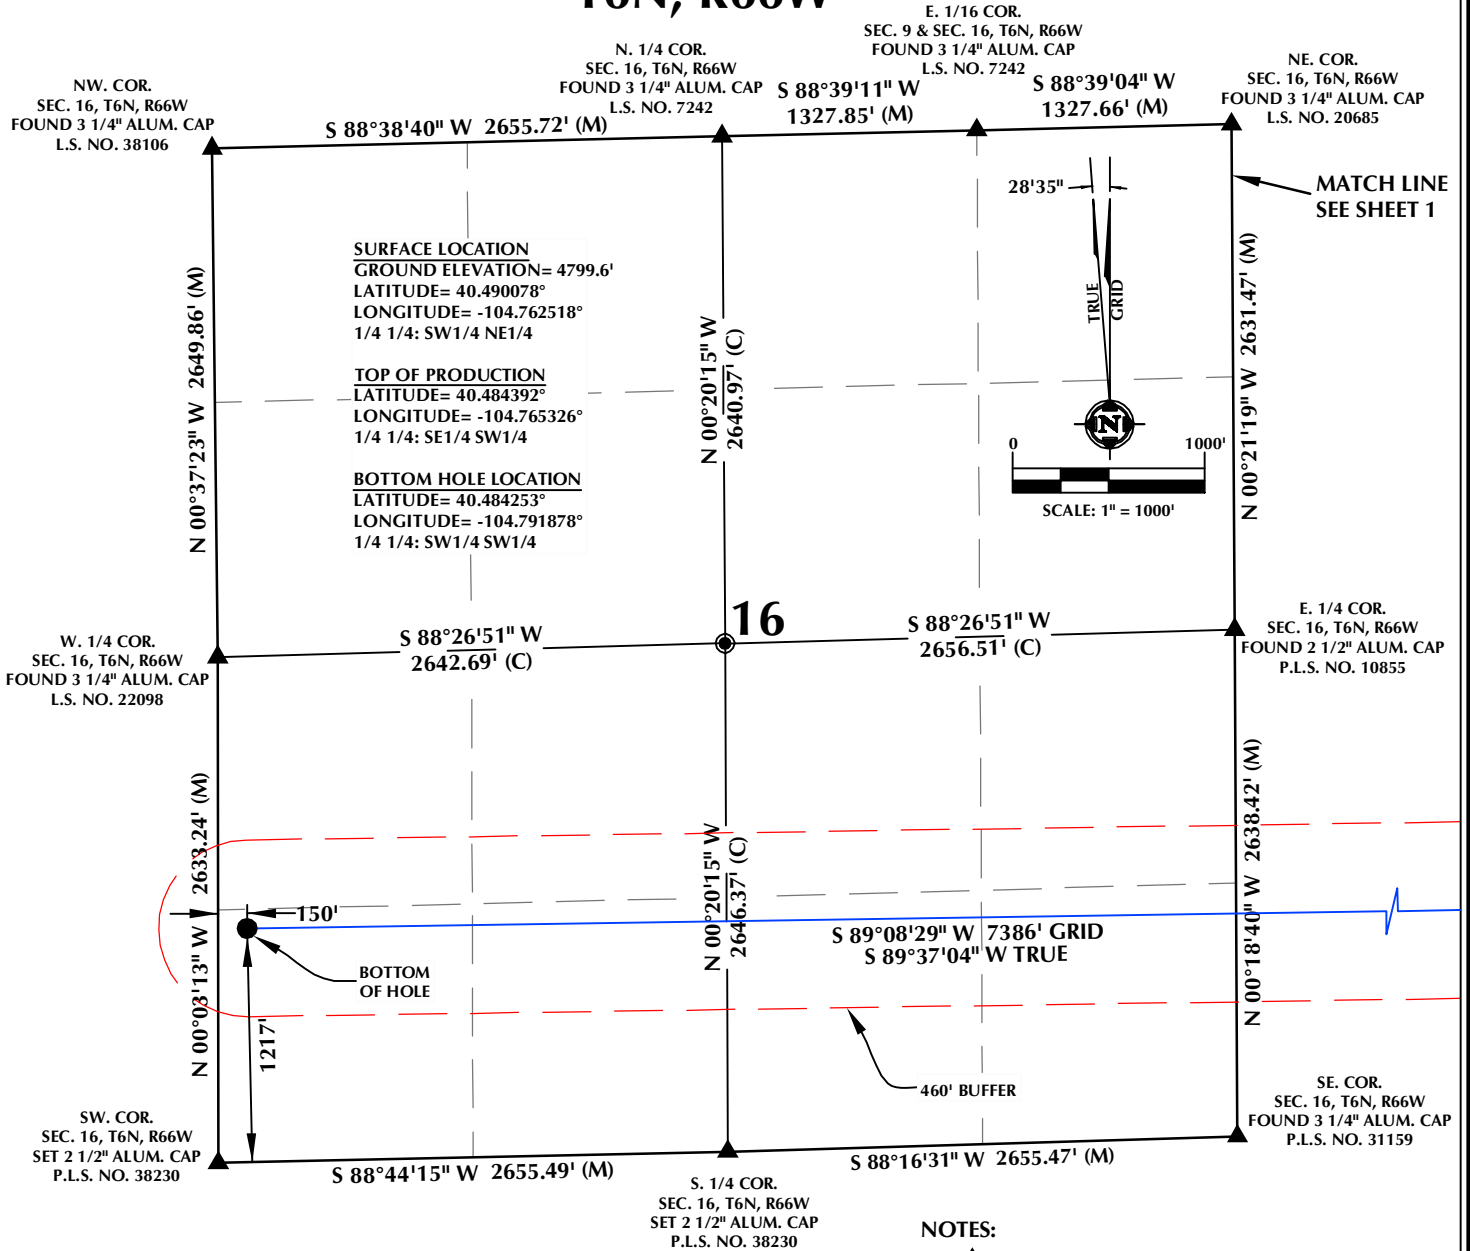 T6N, R66W
E. 1/16 COR.
SEC. 9 & SEC. 16, T6N, R66W
FOUND 3 1/4" ALUM. CAP
L.S. NO. 7242
N. 1/4 COR.
SEC. 16, T6N, R66W
FOUND 3 1/4" ALUM. CAP
L.S. NO. 7242
NW. COR.
SEC. 16, T6N, R66W
FOUND 3 1/4" ALUM. CAP
L.S. NO. 38106
NE. COR.
SEC. 16, T6N, R66W
FOUND 3 1/4" ALUM. CAP
L.S. NO. 20685
S 88°38'40" W 2655.72' (M)
S 88°39'11" W
1327.85' (M)
S 88°39'04" W
1327.66' (M)
MATCH LINE
SEE SHEET 1
28'35"
TRUE
GRID
N
0 1000'
SCALE: 1" = 1000'
SURFACE LOCATION
GROUND ELEVATION= 4799.6'
LATITUDE= 40.490078°
LONGITUDE= -104.762518°
1/4 1/4: SW1/4 NE1/4
TOP OF PRODUCTION
LATITUDE= 40.484392°
LONGITUDE= -104.765326°
1/4 1/4: SE1/4 SW1/4
BOTTOM HOLE LOCATION
LATITUDE= 40.484253°
LONGITUDE= -104.791878°
1/4 1/4: SW1/4 SW1/4
N 00°37'23" W 2649.86' (M)
N 00°20'15" W
2640.97' (C)
N 00°21'19" W 2631.47' (M)
16
W. 1/4 COR.
SEC. 16, T6N, R66W
FOUND 3 1/4" ALUM. CAP
L.S. NO. 22098
S 88°26'51" W
2642.69' (C)
S 88°26'51" W
2656.51' (C)
E. 1/4 COR.
SEC. 16, T6N, R66W
FOUND 2 1/2" ALUM. CAP
P.L.S. NO. 10855
N 00°03'13" W 2633.24' (M)
N 00°20'15" W
2646.37' (C)
N 00°18'40" W 2638.42' (M)
150'
S 89°08'29" W 7386' GRID
S 89°37'04" W TRUE
BOTTOM
OF HOLE
1217'
460' BUFFER
SW. COR.
SEC. 16, T6N, R66W
SET 2 1/2" ALUM. CAP
P.L.S. NO. 38230
S 88°44'15" W 2655.49' (M)
S 88°16'31" W 2655.47' (M)
SE. COR.
SEC. 16, T6N, R66W
FOUND 3 1/4" ALUM. CAP
P.L.S. NO. 31159
S. 1/4 COR.
SEC. 16, T6N, R66W
SET 2 1/2" ALUM. CAP
P.L.S. NO. 38230
NOTES: